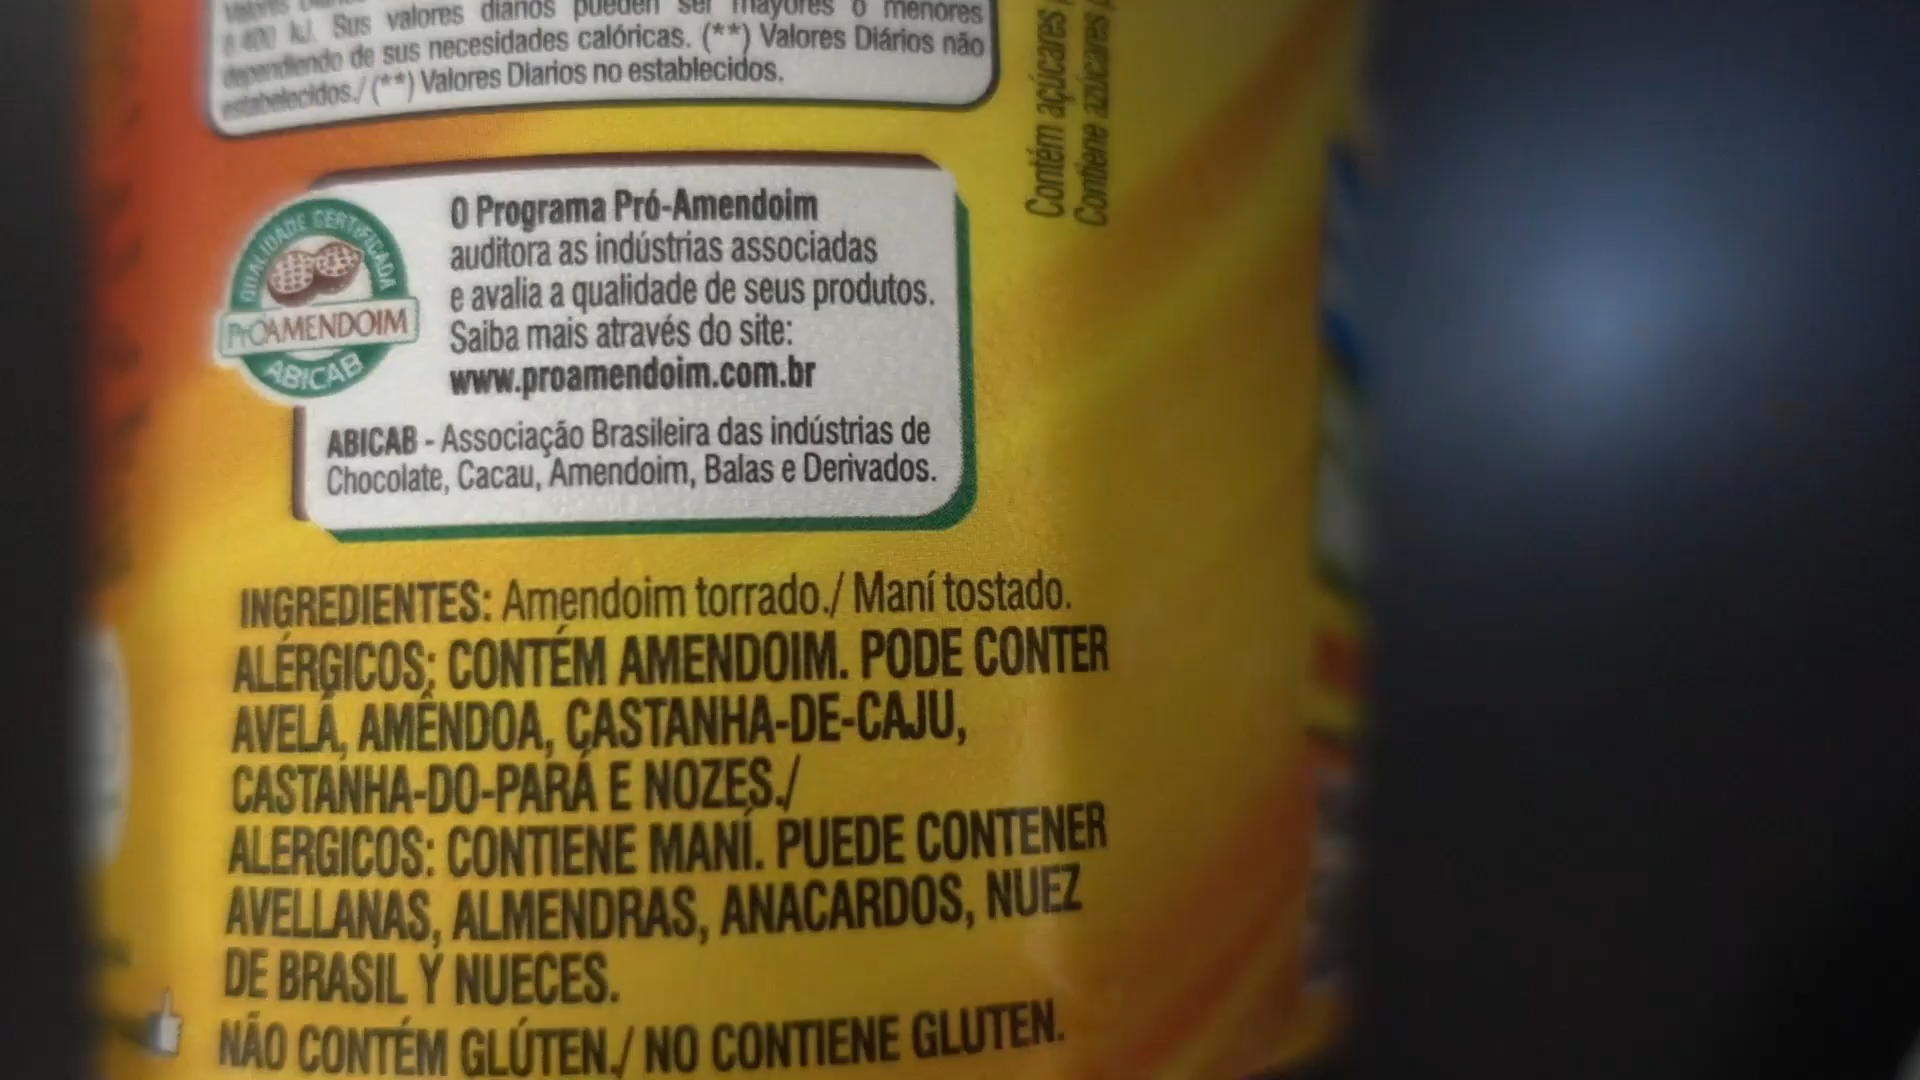 Sus valores diarios pueden ser mayores o menores
dependiendo de sus necesidades calóricas. (**) Valores Diários não
estabelecidos./ (**) Valores Diarios no establecidos.
Contém açúcares
Contiene azúcares
QUALIDADE CERTIFICADA
PrOAMENDOIM
ABICAB
O Programa Pró-Amendoim
auditora as indústrias associadas
e avalia a qualidade de seus produtos.
Saiba mais através do site:
www.proamendoim.com.br
ABICAB - Associação Brasileira das indústrias de
Chocolate, Cacau, Amendoim, Balas e Derivados.
INGREDIENTES: Amendoim torrado./ Maní tostado.
ALÉRGICOS: CONTÉM AMENDOIM. PODE CONTER
AVELÃ, AMÊNDOA, CASTANHA-DE-CAJU,
CASTANHA-DO-PARÁ E NOZES./
ALERGICOS: CONTIENE MANÍ. PUEDE CONTENER
AVELLANAS, ALMENDRAS, ANACARDOS, NUEZ
DE BRASIL Y NUECES.
NÃO CONTÉM GLÚTEN./ NO CONTIENE GLUTEN.